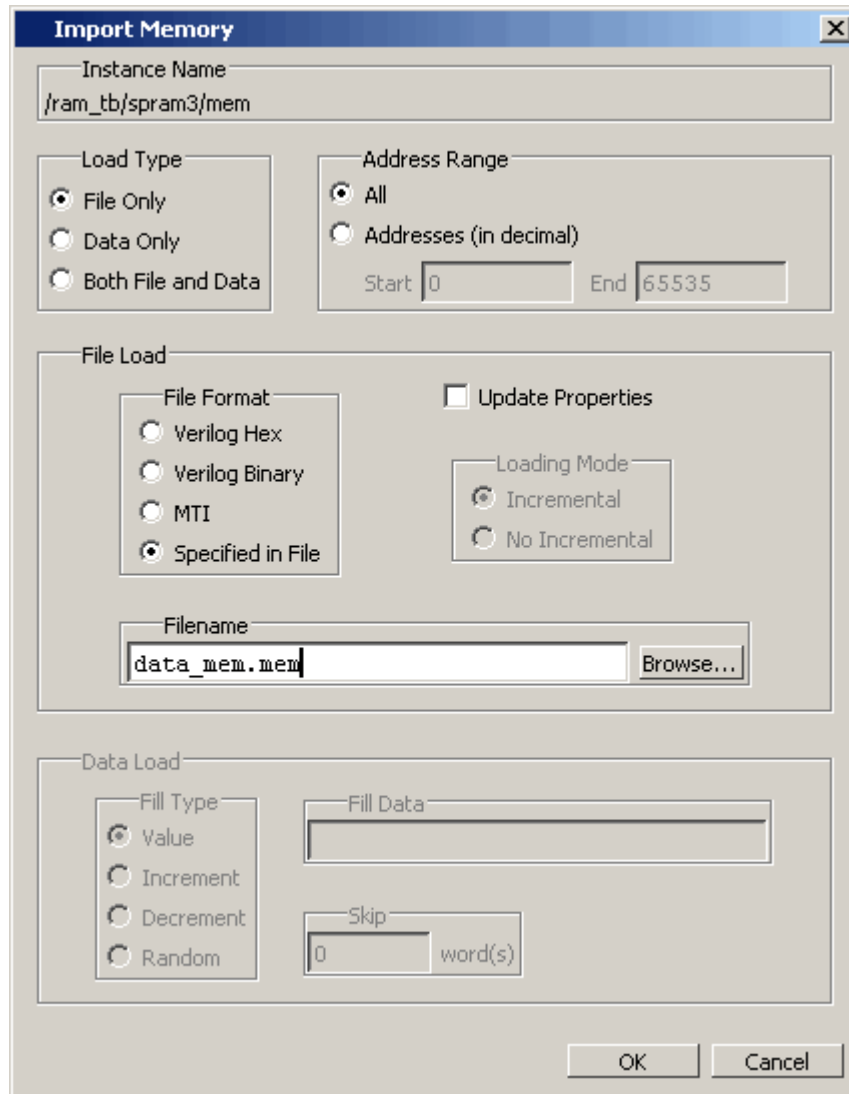 Import Memory
Instance Name
/ram_tb/spram3/mem
Load Type
File Only
Data Only
Both File and Data
Address Range
All
Addresses (in decimal)
Start 0 End 65535
File Load
File Format
Verilog Hex
Verilog Binary
MTI
Specified in File
Update Properties
Loading Mode
Incremental
No Incremental
Filename
data_mem.mem Browse...
Data Load
Fill Type
Value
Increment
Decrement
Random
Fill Data
Skip
0 word(s)
OK Cancel